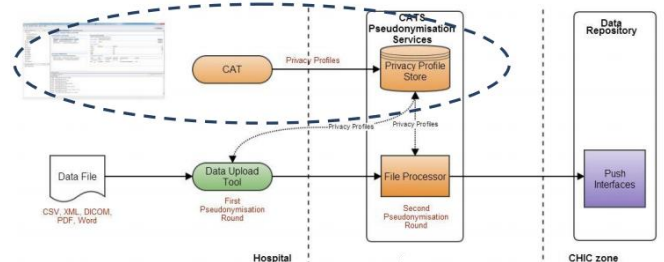 CATS
Pseudonymisation
Services
Data
Repository
CAT
Privacy Profiles
Privacy Profile
Store
Privacy Profiles
Privacy Profiles
Data File
Data Upload
Tool
File Processor
Push
Interfaces
CSV, XML, DICOM,
PDF, Word
First
Pseudonymisation
Round
Second
Pseudonymisation
Round
Hospital
CHIC zone